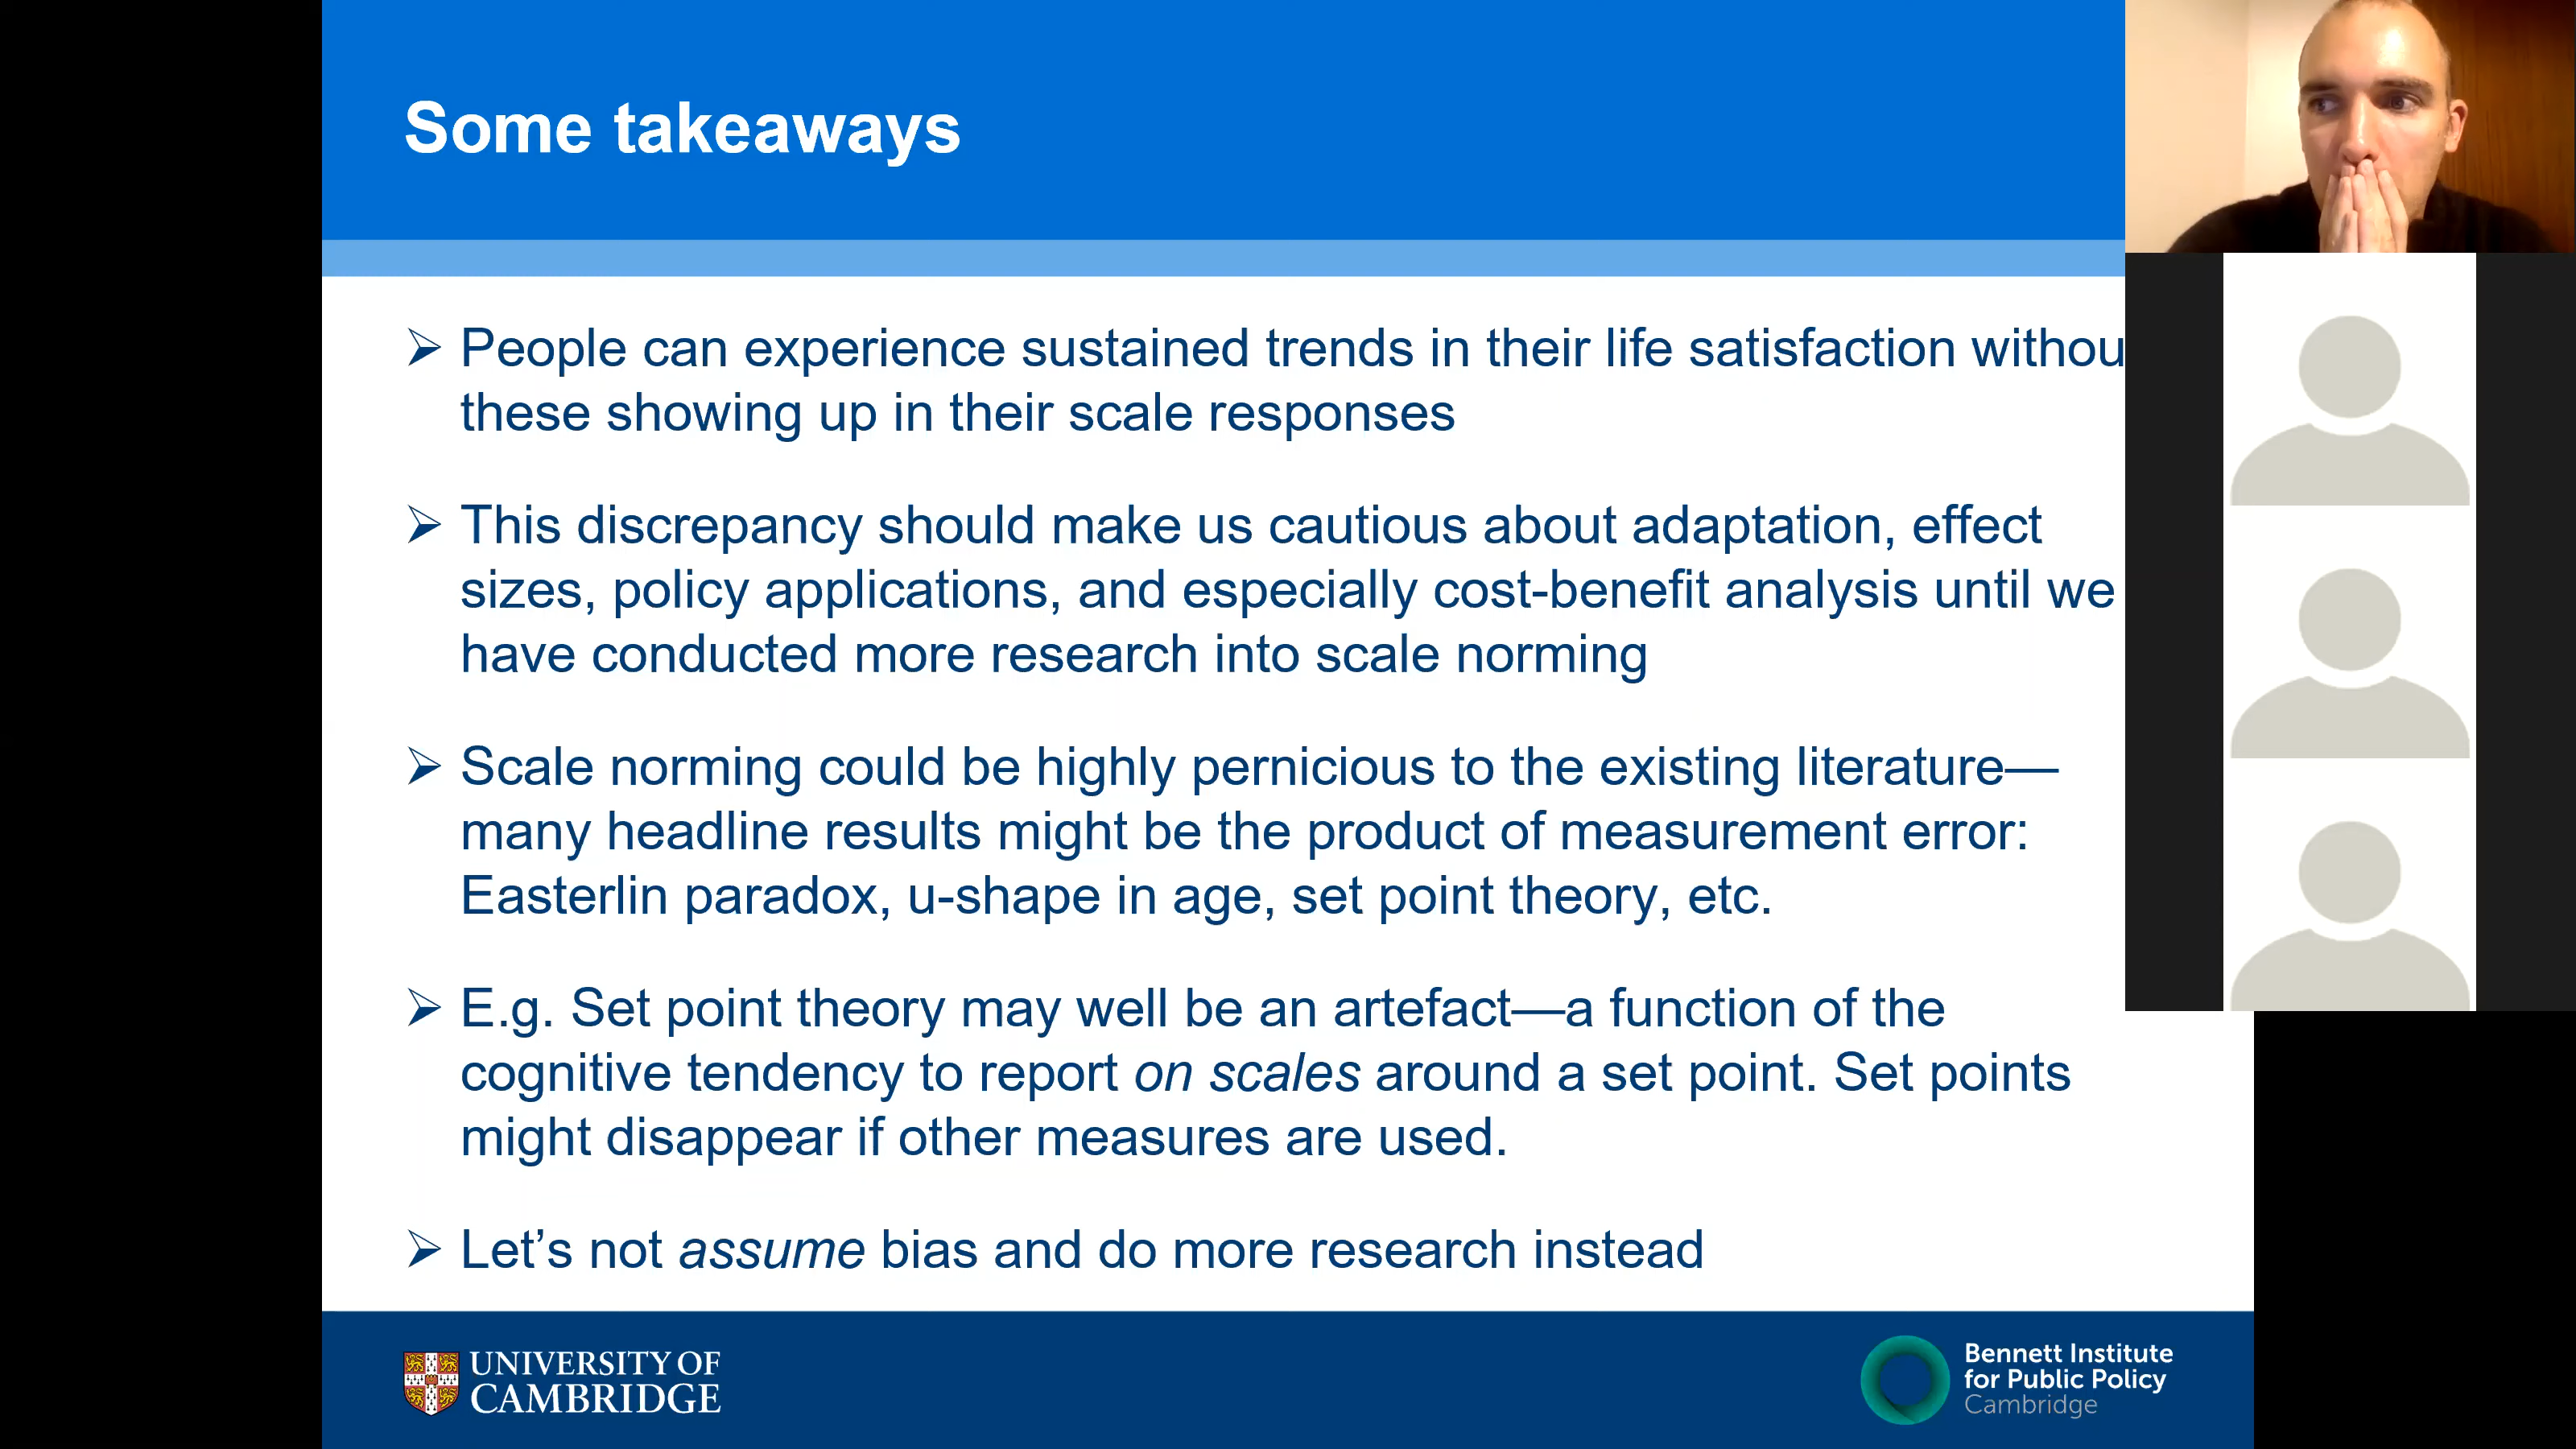 Some takeaways
➢ People can experience sustained trends in their life satisfaction withou
these showing up in their scale responses
➢ This discrepancy should make us cautious about adaptation, effect
sizes, policy applications, and especially cost-benefit analysis until we
have conducted more research into scale norming
➢ Scale norming could be highly pernicious to the existing literature—
many headline results might be the product of measurement error:
Easterlin paradox, u-shape in age, set point theory, etc.
➢ E.g. Set point theory may well be an artefact—a function of the
cognitive tendency to report on scales around a set point. Set points
might disappear if other measures are used.
➢ Let’s not assume bias and do more research instead
UNIVERSITY OF
CAMBRIDGE
Bennett Institute
for Public Policy
Cambridge